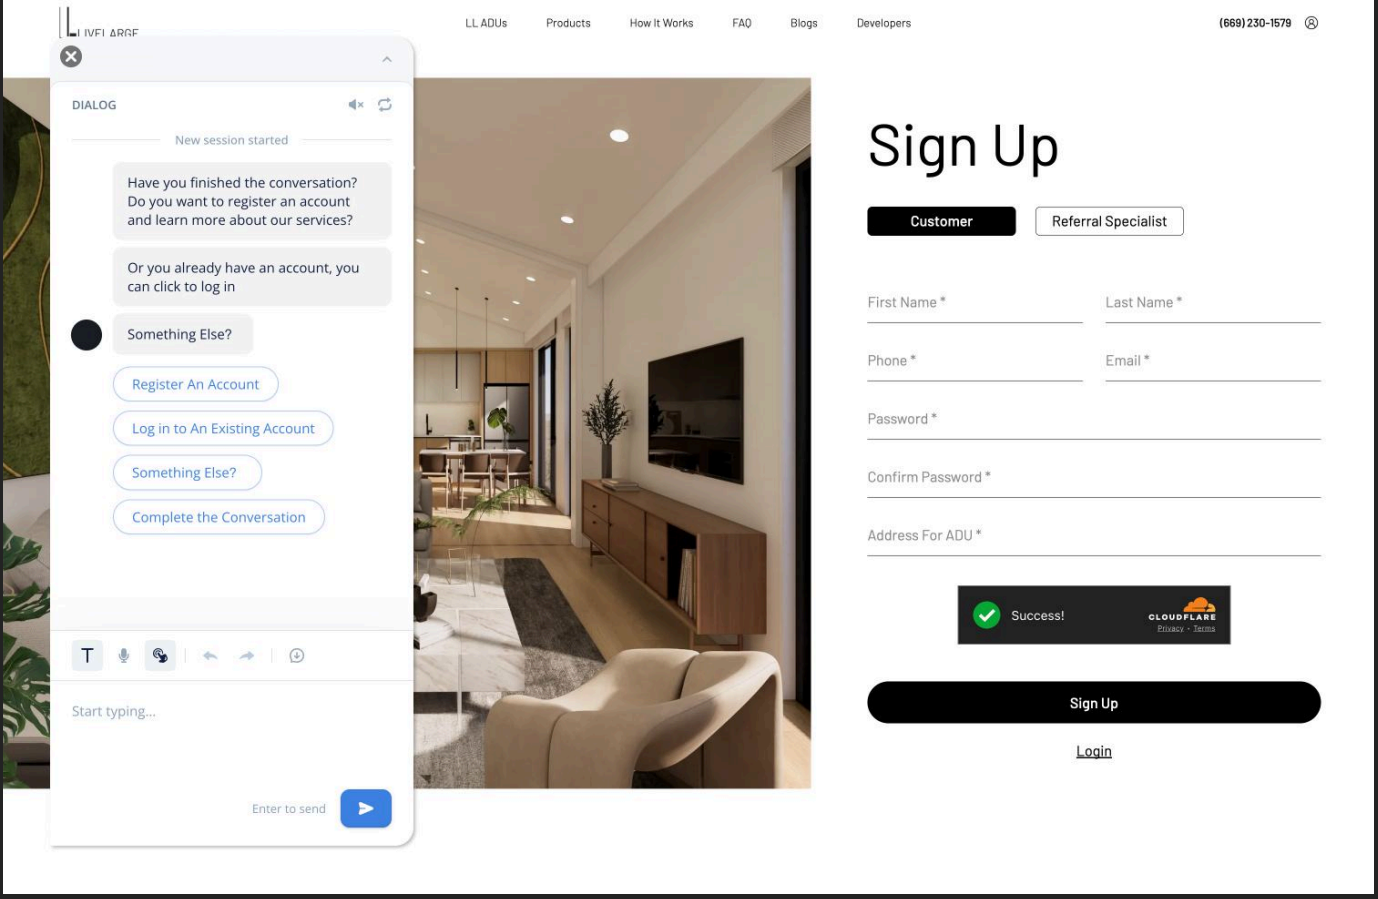 LIVELARGE
LL ADUs
Products
How It Works
FAQ
Blogs
Developers
(669) 230-1579
DIALOG
New session started
Have you finished the conversation?
Do you want to register an account
and learn more about our services?
Or you already have an account, you
can click to log in
Something Else?
Register An Account
Log in to An Existing Account
Something Else?
Complete the Conversation
T
Start typing...
Enter to send
Sign Up
Customer
Referral Specialist
First Name *
Last Name *
Phone *
Email *
Password *
Confirm Password *
Address For ADU *
Success!
CLOUDFLARE
Privacy • Terms
Sign Up
Login